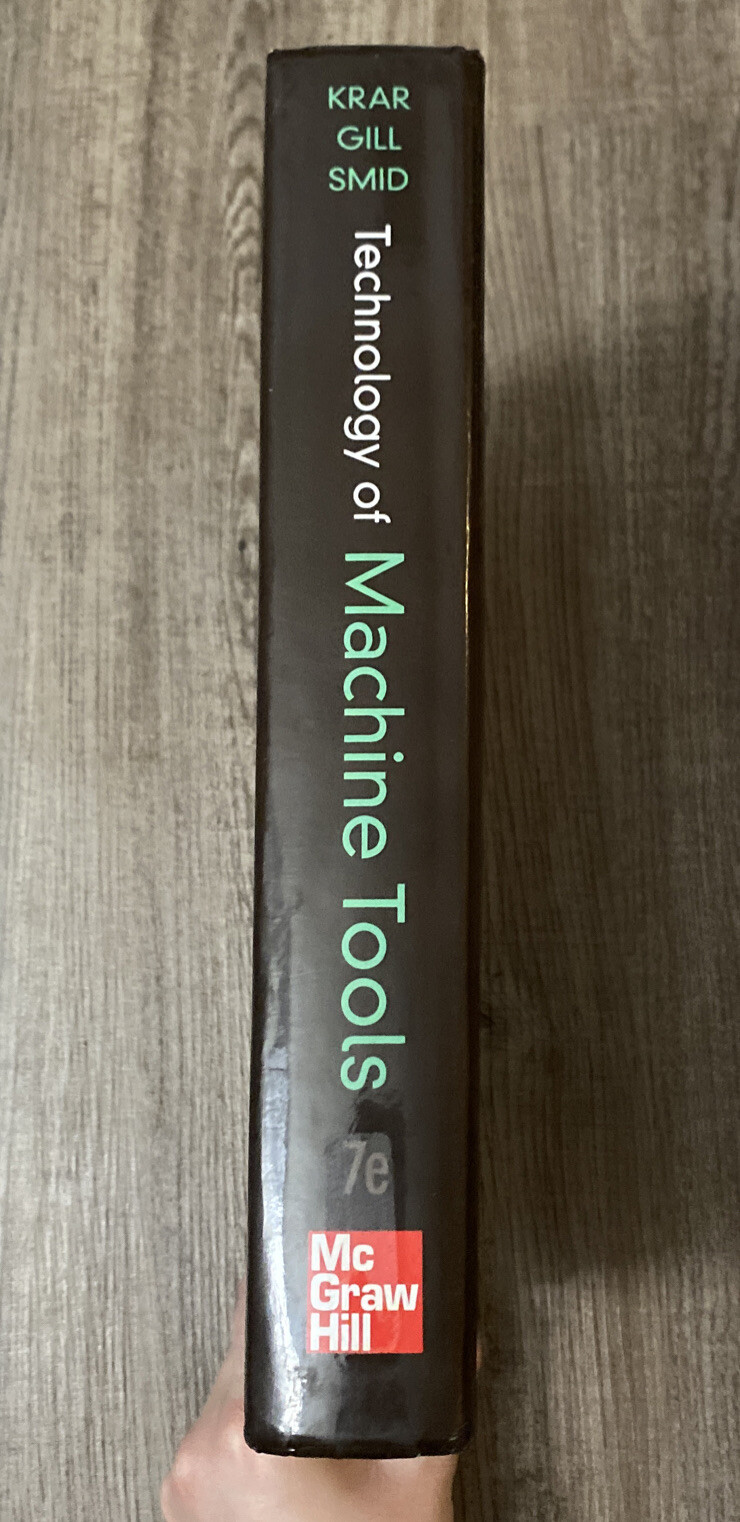 KRAR
GILL
SMID
Technology of Machine Tools
7e
Mc
Graw
Hill